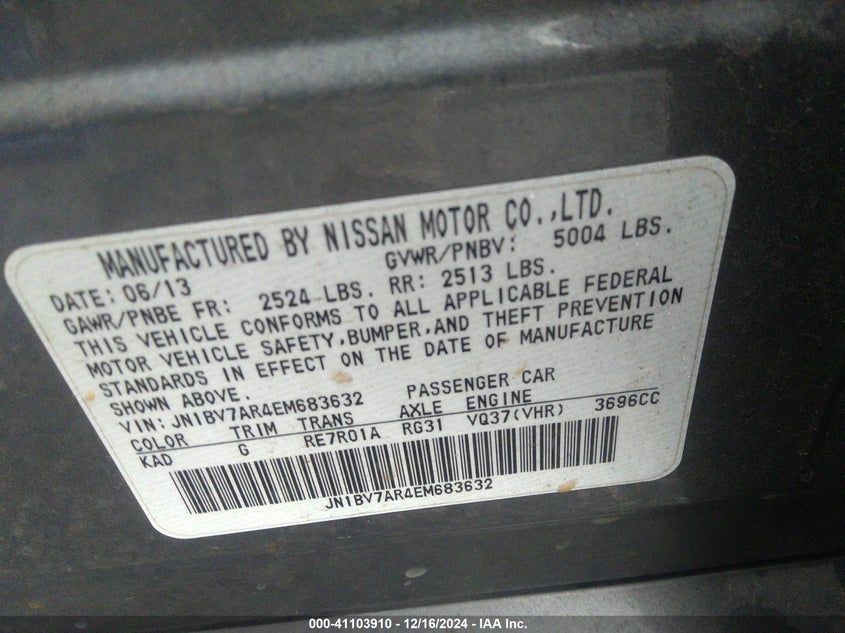 MANUFACTURED BY NISSAN MOTOR CO.,LTD.
DATE: 06/13 GVWR/PNBV: 5004 LBS.
GAWR/PNBE FR: 2524 LBS. RR: 2513 LBS.
THIS VEHICLE CONFORMS TO ALL APPLICABLE FEDERAL
MOTOR VEHICLE SAFETY,BUMPER,AND THEFT PREVENTION
STANDARDS IN EFFECT ON THE DATE OF MANUFACTURE
SHOWN ABOVE.
VIN: JN1BV7AR4EM683632 PASSENGER CAR
COLOR TRIM TRANS AXLE ENGINE
KAD G RE7R01A RG31 VQ37(VHR) 3696CC
JN1BV7AR4EM683632
000-41103910 - 12/16/2024 - IAA Inc.